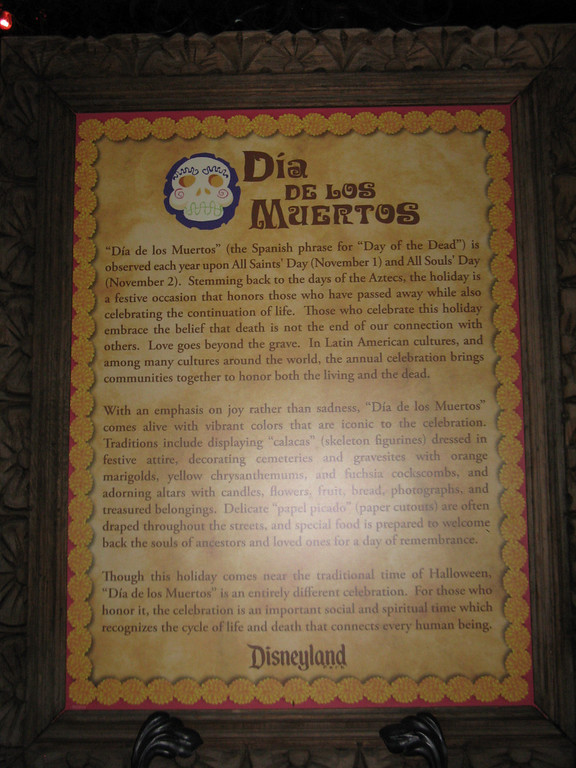 Día
DE LOS
MUERTOS
“Día de los Muertos” (the Spanish phrase for “Day of the Dead”) is
observed each year upon All Saints’ Day (November 1) and All Souls’ Day
(November 2).  Stemming back to the days of the Aztecs, the holiday is
a festive occasion that honors those who have passed away while also
celebrating the continuation of life.  Those who celebrate this holiday
embrace the belief that death is not the end of our connection with
others.  Love goes beyond the grave.  In Latin American cultures, and
among many cultures around the world, the annual celebration brings
communities together to honor both the living and the dead.
With an emphasis on joy rather than sadness, “Día de los Muertos”
comes alive with vibrant colors that are iconic to the celebration.
Traditions include displaying “calacas” (skeleton figurines) dressed in
festive attire, decorating cemeteries and gravesites with orange
marigolds, yellow chrysanthemums, and fuchsia cockscombs, and
adorning altars with candles, flowers, fruit, bread, photographs, and
treasured belongings.  Delicate “papel picado” (paper cutouts) are often
draped throughout the streets, and special food is prepared to welcome
back the souls of ancestors and loved ones for a day of remembrance.
Though this holiday comes near the traditional time of Halloween,
“Día de los Muertos” is an entirely different celebration.  For those who
honor it, the celebration is an important social and spiritual time which
recognizes the cycle of life and death that connects every human being.
Disneyland